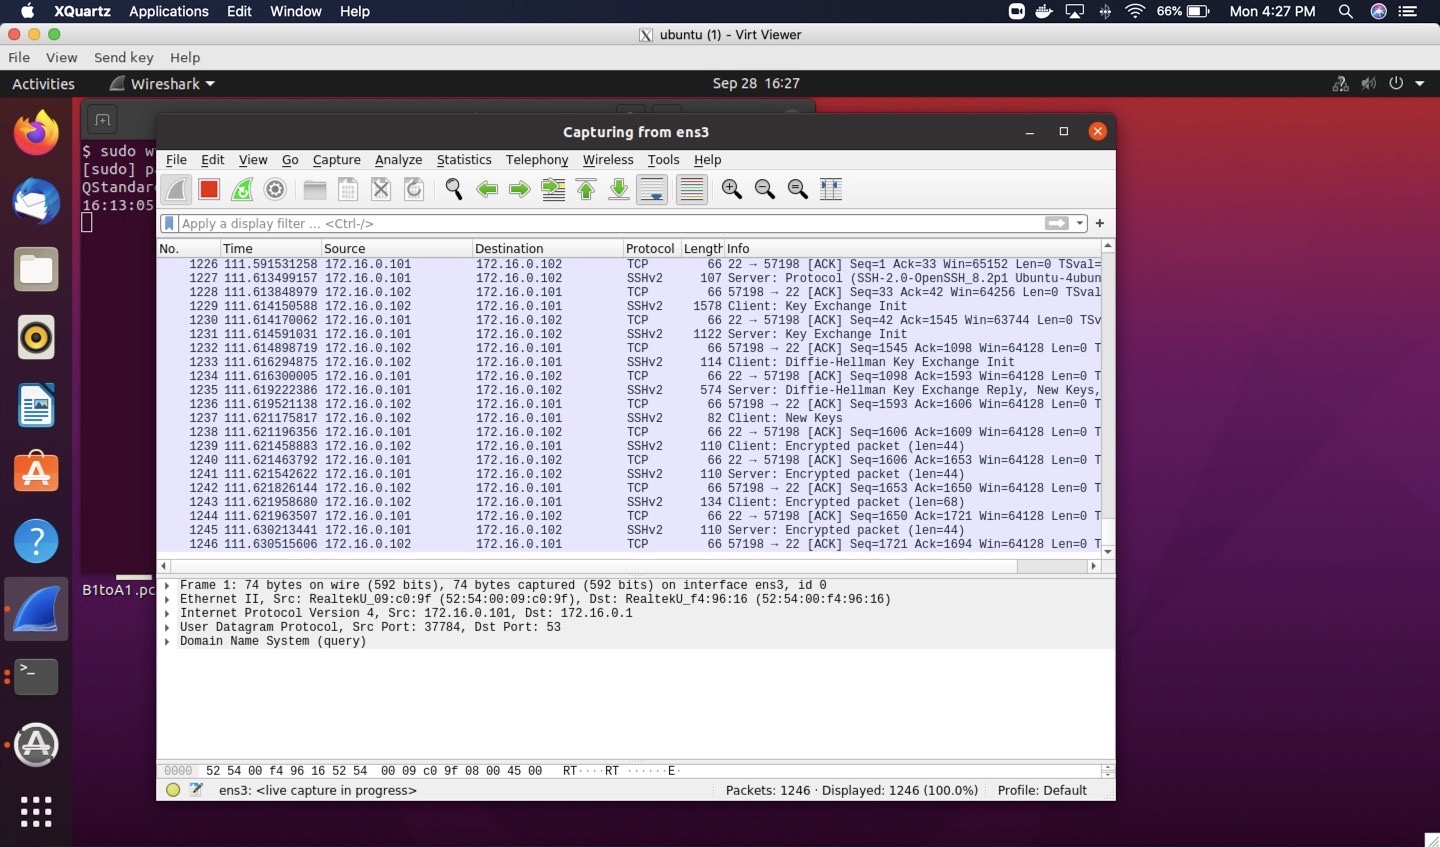 XQuartz Applications Edit Window Help 66% Mon 4:27 PM
ubuntu (1) - Virt Viewer
File View Send key Help
Activities Wireshark Sep 28 16:27
$ sudo w
[sudo] p
QStandar
16:13:05
B1toA1.pc
Capturing from ens3
File Edit View Go Capture Analyze Statistics Telephony Wireless Tools Help
Apply a display filter ... <Ctrl-/> +
No. Time Source Destination Protocol Length Info
1226 111.591531258 172.16.0.101 172.16.0.102 TCP 66 22 → 57198 [ACK] Seq=1 Ack=33 Win=65152 Len=0 TSval=
1227 111.613499157 172.16.0.101 172.16.0.102 SSHv2 107 Server: Protocol (SSH-2.0-OpenSSH_8.2p1 Ubuntu-4ubun
1228 111.613848979 172.16.0.102 172.16.0.101 TCP 66 57198 → 22 [ACK] Seq=33 Ack=42 Win=64256 Len=0 TSval
1229 111.614150588 172.16.0.102 172.16.0.101 SSHv2 1578 Client: Key Exchange Init
1230 111.614170062 172.16.0.101 172.16.0.102 TCP 66 22 → 57198 [ACK] Seq=42 Ack=1545 Win=63744 Len=0 TSv
1231 111.614591031 172.16.0.101 172.16.0.102 SSHv2 1122 Server: Key Exchange Init
1232 111.614898719 172.16.0.102 172.16.0.101 TCP 66 57198 → 22 [ACK] Seq=1545 Ack=1098 Win=64128 Len=0 T
1233 111.616294875 172.16.0.102 172.16.0.101 SSHv2 114 Client: Diffie-Hellman Key Exchange Init
1234 111.616300005 172.16.0.101 172.16.0.102 TCP 66 22 → 57198 [ACK] Seq=1098 Ack=1593 Win=64128 Len=0 T
1235 111.619222386 172.16.0.101 172.16.0.102 SSHv2 574 Server: Diffie-Hellman Key Exchange Reply, New Keys,
1236 111.619521138 172.16.0.102 172.16.0.101 TCP 66 57198 → 22 [ACK] Seq=1593 Ack=1606 Win=64128 Len=0 T
1237 111.621175817 172.16.0.102 172.16.0.101 SSHv2 82 Client: New Keys
1238 111.621196356 172.16.0.101 172.16.0.102 TCP 66 22 → 57198 [ACK] Seq=1606 Ack=1609 Win=64128 Len=0 T
1239 111.621458883 172.16.0.102 172.16.0.101 SSHv2 110 Client: Encrypted packet (len=44)
1240 111.621463792 172.16.0.101 172.16.0.102 TCP 66 22 → 57198 [ACK] Seq=1606 Ack=1653 Win=64128 Len=0 T
1241 111.621542622 172.16.0.101 172.16.0.102 SSHv2 110 Server: Encrypted packet (len=44)
1242 111.621826144 172.16.0.102 172.16.0.101 TCP 66 57198 → 22 [ACK] Seq=1653 Ack=1650 Win=64128 Len=0 T
1243 111.621958680 172.16.0.102 172.16.0.101 SSHv2 134 Client: Encrypted packet (len=68)
1244 111.621963507 172.16.0.101 172.16.0.102 TCP 66 22 → 57198 [ACK] Seq=1650 Ack=1721 Win=64128 Len=0 T
1245 111.630213441 172.16.0.101 172.16.0.102 SSHv2 110 Server: Encrypted packet (len=44)
1246 111.630515606 172.16.0.102 172.16.0.101 TCP 66 57198 → 22 [ACK] Seq=1721 Ack=1694 Win=64128 Len=0 T
Frame 1: 74 bytes on wire (592 bits), 74 bytes captured (592 bits) on interface ens3, id 0
Ethernet II, Src: RealtekU_09:c0:9f (52:54:00:09:c0:9f), Dst: RealtekU_f4:96:16 (52:54:00:f4:96:16)
Internet Protocol Version 4, Src: 172.16.0.101, Dst: 172.16.0.1
User Datagram Protocol, Src Port: 37784, Dst Port: 53
Domain Name System (query)
0000 52 54 00 f4 96 16 52 54 00 09 c0 9f 08 00 45 00 RT····RT ······E·
ens3: <live capture in progress> Packets: 1246 · Displayed: 1246 (100.0%) Profile: Default